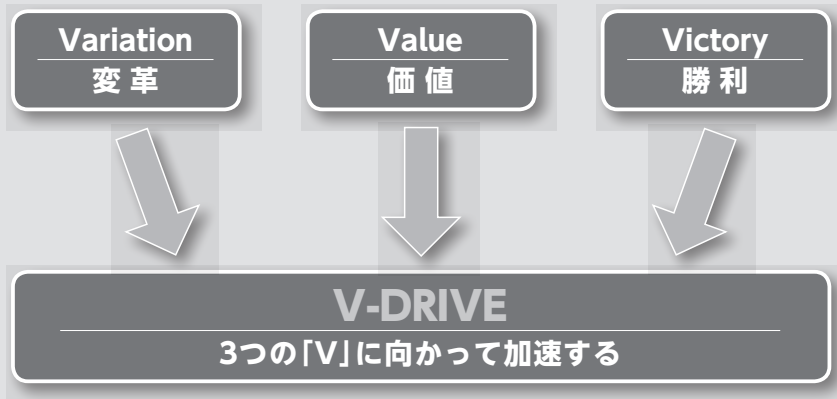 Variation
変革
Value
価値
Victory
勝利
V-DRIVE
3つの「V」に向かって加速する